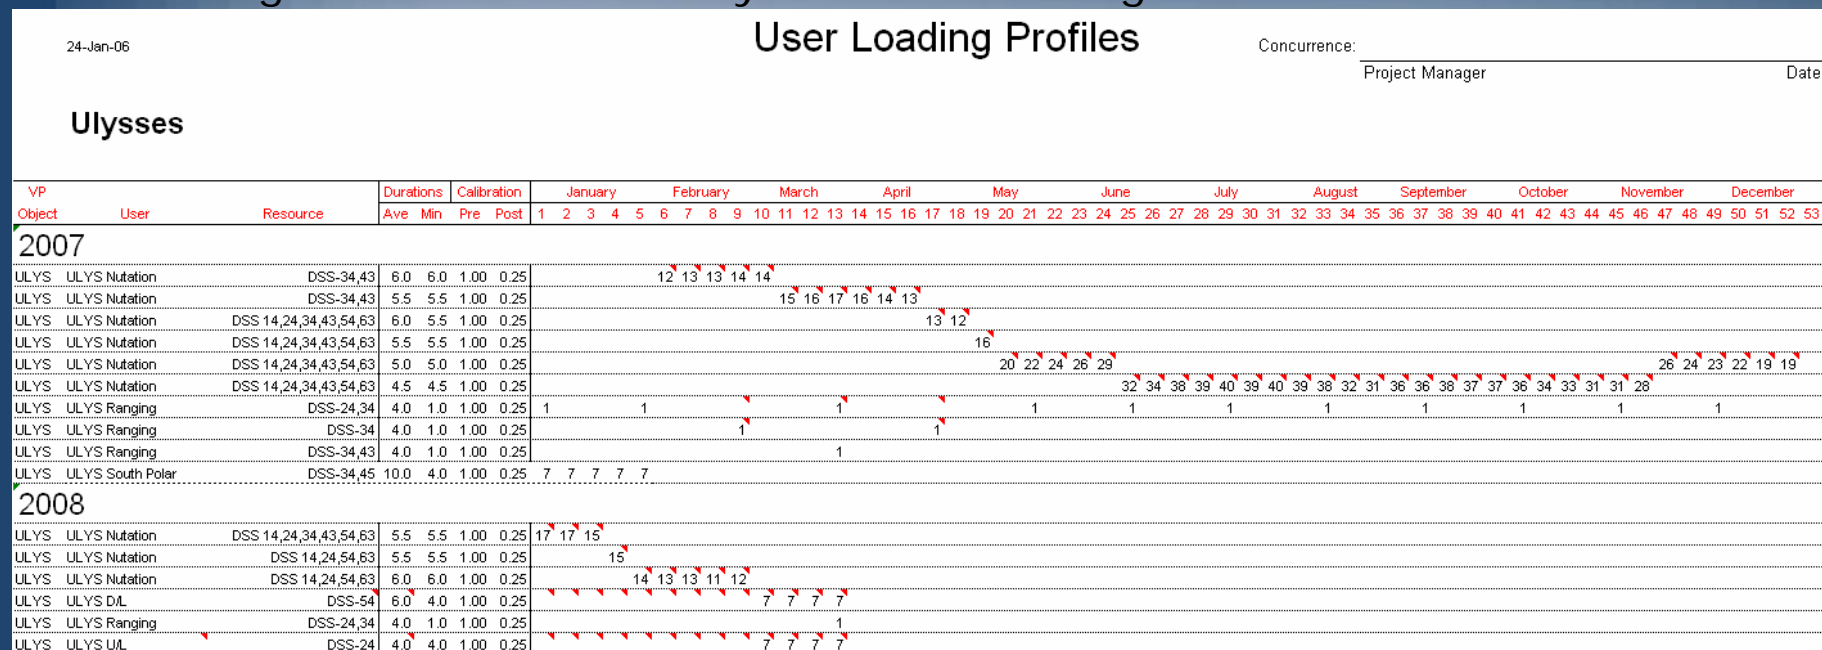 24-Jan-06 User Loading Profiles Concurrence:
Project Manager Date
Ulysses
VP Durations Calibration January February March April May June July August September October November December
Object User Resource Ave Min Pre Post 1 2 3 4 5 6 7 8 9 10 11 12 13 14 15 16 17 18 19 20 21 22 23 24 25 26 27 28 29 30 31 32 33 34 35 36 37 38 39 40 41 42 43 44 45 46 47 48 49 50 51 52 53
2007
ULYS ULYS Nutation DSS-34,43 6.0 6.0 1.00 0.25 12 13 13 14 14
ULYS ULYS Nutation DSS-34,43 5.5 5.5 1.00 0.25 15 16 17 16 14 13
ULYS ULYS Nutation DSS 14,24,34,43,54,63 6.0 5.5 1.00 0.25 13 12
ULYS ULYS Nutation DSS 14,24,34,43,54,63 5.5 5.5 1.00 0.25 16
ULYS ULYS Nutation DSS 14,24,34,43,54,63 5.0 5.0 1.00 0.25 20 22 24 26 29 26 24 23 22 19 19
ULYS ULYS Nutation DSS 14,24,34,43,54,63 4.5 4.5 1.00 0.25 32 34 38 39 40 39 40 39 38 32 31 36 36 38 37 37 36 34 33 31 31 28
ULYS ULYS Ranging DSS-24,34 4.0 1.0 1.00 0.25 1 1 1 1 1 1 1 1 1 1 1
ULYS ULYS Ranging DSS-34 4.0 1.0 1.00 0.25 1 1
ULYS ULYS Ranging DSS-34,43 4.0 1.0 1.00 0.25 1
ULYS ULYS South Polar DSS-34,45 10.0 4.0 1.00 0.25 7 7 7 7 7
2008
ULYS ULYS Nutation DSS 14,24,34,43,54,63 5.5 5.5 1.00 0.25 17 17 15
ULYS ULYS Nutation DSS 14,24,54,63 5.5 5.5 1.00 0.25 15
ULYS ULYS Nutation DSS 14,24,54,63 6.0 6.0 1.00 0.25 14 13 13 11 12
ULYS ULYS D/L DSS-54 6.0 4.0 1.00 0.25 7 7 7 7
ULYS ULYS Ranging DSS-24,34 4.0 1.0 1.00 0.25 1
ULYS ULYS U/L DSS-24 4.0 4.0 1.00 0.25 7 7 7 7